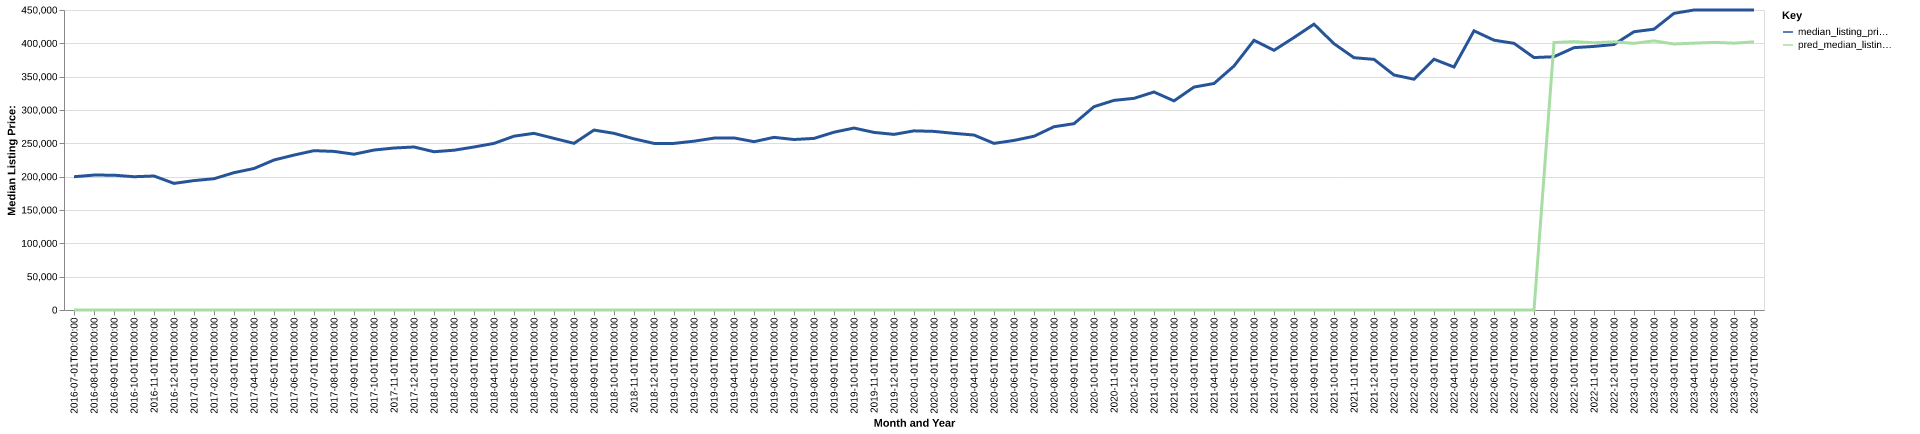 Median Listing Price:
450,000
400,000
350,000
300,000
250,000
200,000
150,000
100,000
50,000
0
2016-07-01T00:00:00
2016-08-01T00:00:00
2016-09-01T00:00:00
2016-10-01T00:00:00
2016-11-01T00:00:00
2016-12-01T00:00:00
2017-01-01T00:00:00
2017-02-01T00:00:00
2017-03-01T00:00:00
2017-04-01T00:00:00
2017-05-01T00:00:00
2017-06-01T00:00:00
2017-07-01T00:00:00
2017-08-01T00:00:00
2017-09-01T00:00:00
2017-10-01T00:00:00
2017-11-01T00:00:00
2017-12-01T00:00:00
2018-01-01T00:00:00
2018-02-01T00:00:00
2018-03-01T00:00:00
2018-04-01T00:00:00
2018-05-01T00:00:00
2018-06-01T00:00:00
2018-07-01T00:00:00
2018-08-01T00:00:00
2018-09-01T00:00:00
2018-10-01T00:00:00
2018-11-01T00:00:00
2018-12-01T00:00:00
2019-01-01T00:00:00
2019-02-01T00:00:00
2019-03-01T00:00:00
2019-04-01T00:00:00
2019-05-01T00:00:00
2019-06-01T00:00:00
2019-07-01T00:00:00
2019-08-01T00:00:00
2019-09-01T00:00:00
2019-10-01T00:00:00
2019-11-01T00:00:00
2019-12-01T00:00:00
2020-01-01T00:00:00
2020-02-01T00:00:00
2020-03-01T00:00:00
2020-04-01T00:00:00
2020-05-01T00:00:00
2020-06-01T00:00:00
2020-07-01T00:00:00
2020-08-01T00:00:00
2020-09-01T00:00:00
2020-10-01T00:00:00
2020-11-01T00:00:00
2020-12-01T00:00:00
2021-01-01T00:00:00
2021-02-01T00:00:00
2021-03-01T00:00:00
2021-04-01T00:00:00
2021-05-01T00:00:00
2021-06-01T00:00:00
2021-07-01T00:00:00
2021-08-01T00:00:00
2021-09-01T00:00:00
2021-10-01T00:00:00
2021-11-01T00:00:00
2021-12-01T00:00:00
2022-01-01T00:00:00
2022-02-01T00:00:00
2022-03-01T00:00:00
2022-04-01T00:00:00
2022-05-01T00:00:00
2022-06-01T00:00:00
2022-07-01T00:00:00
2022-08-01T00:00:00
2022-09-01T00:00:00
2022-10-01T00:00:00
2022-11-01T00:00:00
2022-12-01T00:00:00
2023-01-01T00:00:00
2023-02-01T00:00:00
2023-03-01T00:00:00
2023-04-01T00:00:00
2023-05-01T00:00:00
2023-06-01T00:00:00
2023-07-01T00:00:00
Month and Year
Key
median_listing_pri…
pred_median_listin…